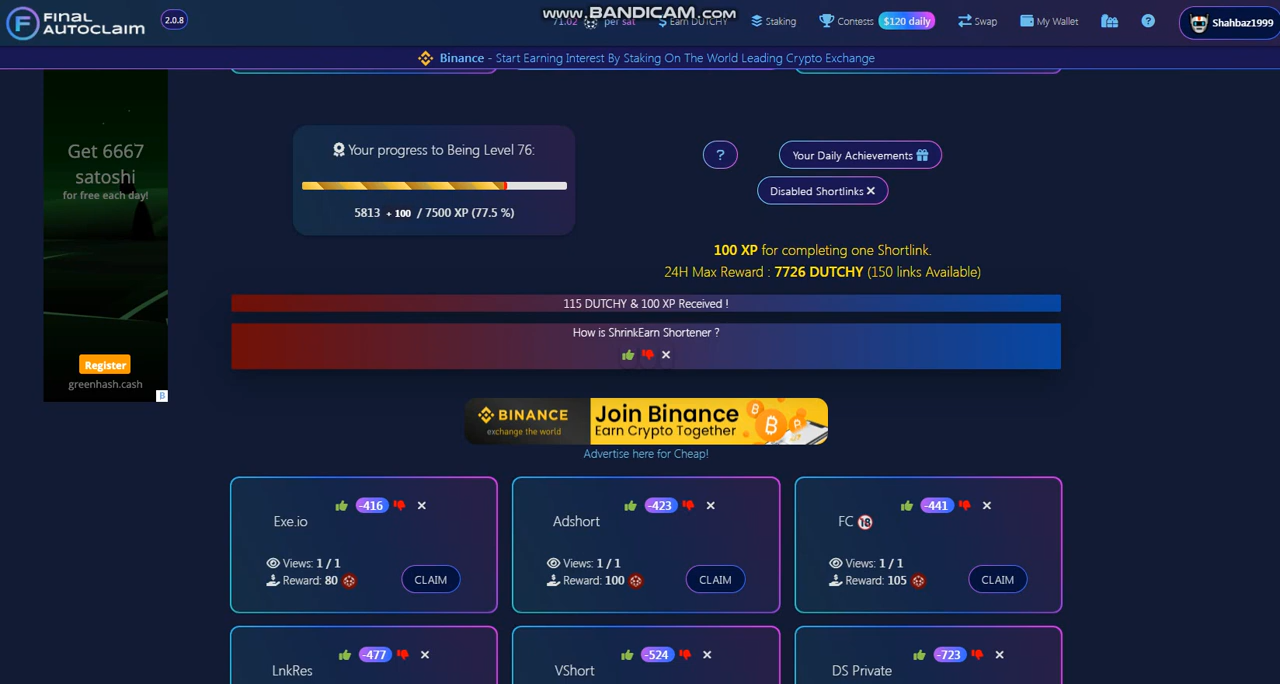 FINAL
AUTOCLAIM
2.0.8
www.BANDICAM.com
71.02 per sat
$ Earn DUTCHY
Staking
Contests $120 daily
Swap
My Wallet
?
Shahbaz1999
Binance - Start Earning Interest By Staking On The World Leading Crypto Exchange
Get 6667
satoshi
for free each day!
Register
greenhash.cash
B
Your progress to Being Level 76:
5813 + 100 / 7500 XP (77.5 %)
?
Your Daily Achievements
Disabled Shortlinks ✕
100 XP for completing one Shortlink.
24H Max Reward : 7726 DUTCHY (150 links Available)
115 DUTCHY & 100 XP Received !
How is ShrinkEarn Shortener ?
BINANCE
exchange the world
Join Binance
Earn Crypto Together
Advertise here for Cheap!
-416
Exe.io
Views: 1 / 1
Reward: 80
CLAIM
-423
Adshort
Views: 1 / 1
Reward: 100
CLAIM
-441
FC 18
Views: 1 / 1
Reward: 105
CLAIM
-477
LnkRes
-524
VShort
-723
DS Private